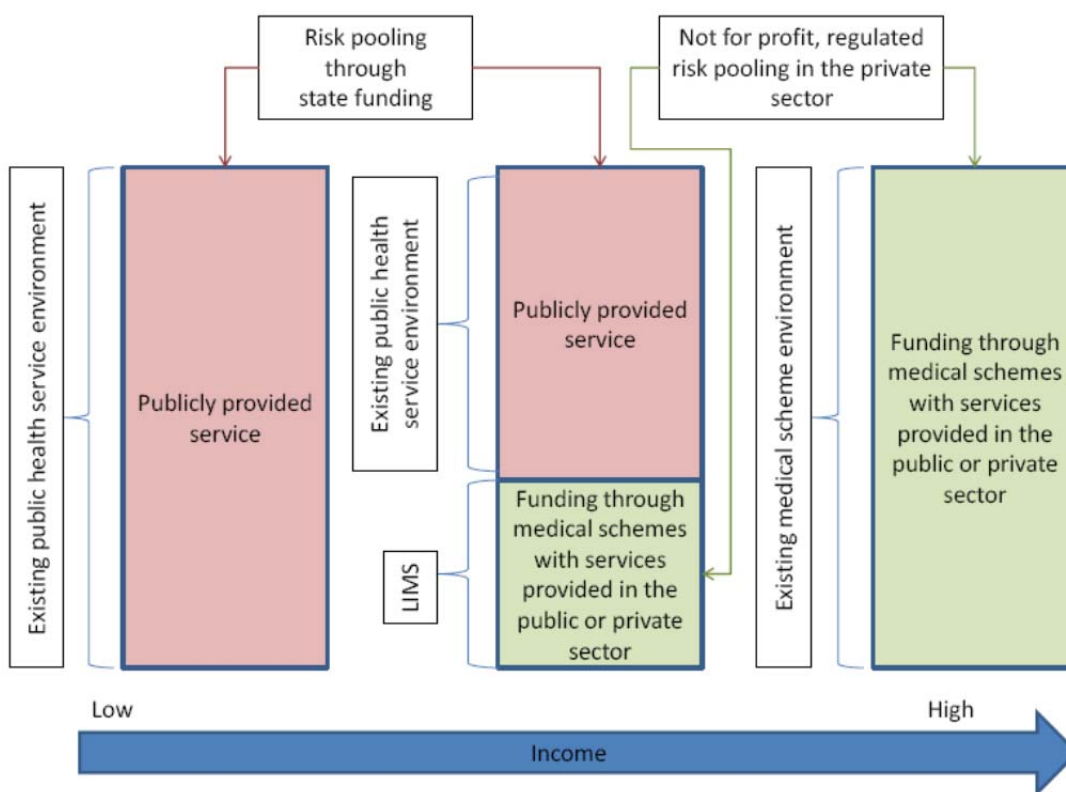 Risk pooling
through
state funding
Not for profit, regulated
risk pooling in the private
sector
Existing public health service environment
Publicly provided
service
Existing public health
service environment
LIMS
Publicly provided
service
Funding through
medical schemes
with services
provided in the
public or private
sector
Existing medical scheme environment
Funding through
medical schemes
with services
provided in the
public or private
sector
Low
High
Income